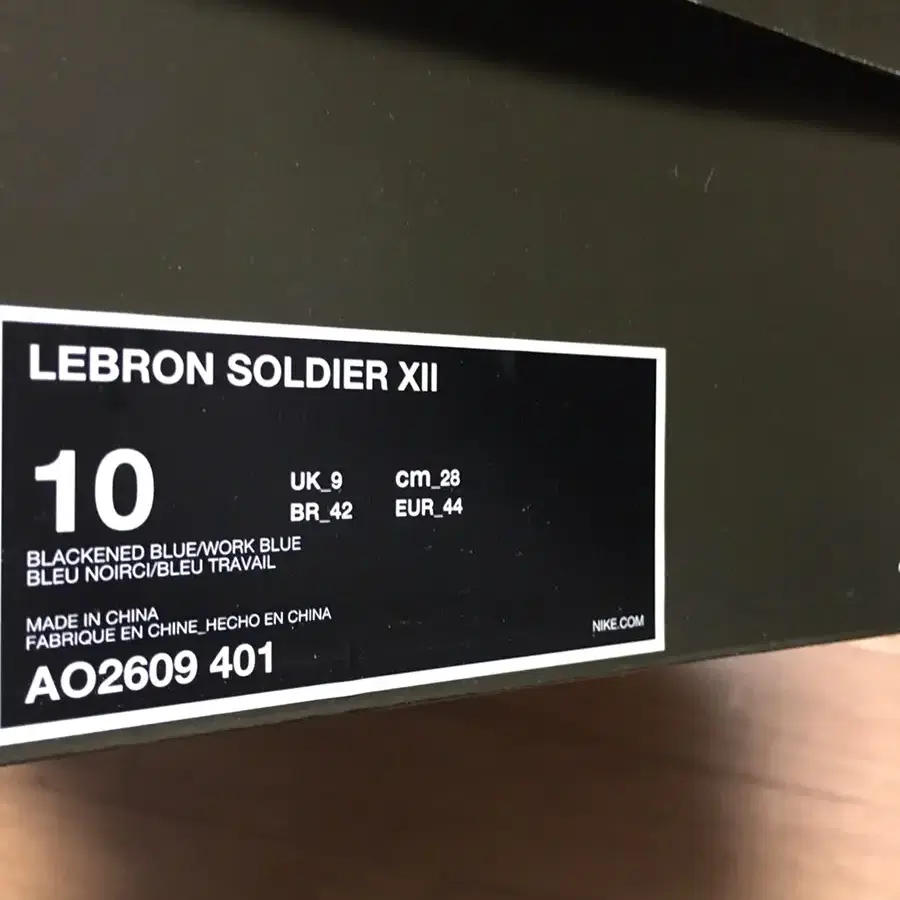 LEBRON SOLDIER XII
10
UK_9 cm_28
BR_42 EUR_44
BLACKENED BLUE/WORK BLUE
BLEU NOIRCI/BLEU TRAVAIL
MADE IN CHINA
FABRIQUE EN CHINE_HECHO EN CHINA
NIKE.COM
AO2609 401